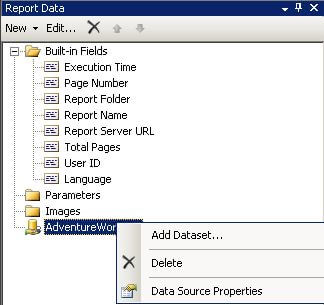 Report Data
New Edit...
Built-in Fields
Execution Time
Page Number
Report Folder
Report Name
Report Server URL
Total Pages
User ID
Language
Parameters
Images
Add Dataset...
Delete
Data Source Properties